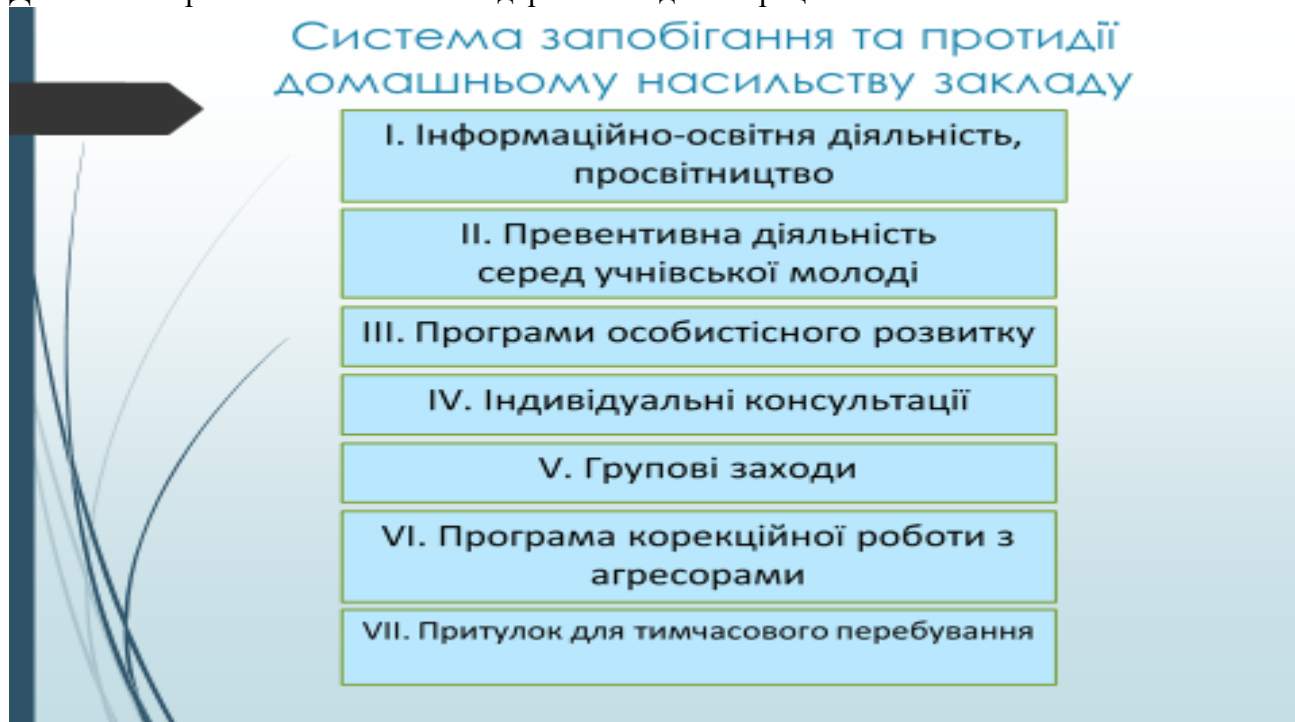 Система запобігання та протидії
домашньому насильству закладу
І. Інформаційно-освітня діяльність,
просвітництво
ІІ. Превентивна діяльність
серед учнівської молоді
ІІІ. Програми особистісного розвитку
IV. Індивідуальні консультації
V. Групові заходи
VI. Програма корекційної роботи з
агресорами
VII. Притулок для тимчасового перебування